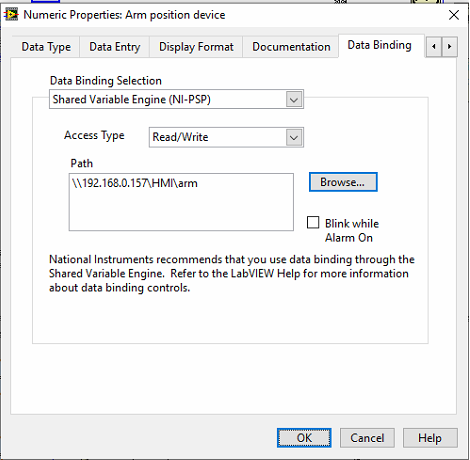 Numeric Properties: Arm position device
Data Type Data Entry Display Format Documentation Data Binding
Data Binding Selection
Shared Variable Engine (NI-PSP)
Access Type Read/Write
Path
\\192.168.0.157\HMI\arm
Browse...
Blink while
Alarm On
National Instruments recommends that you use data binding through the
Shared Variable Engine. Refer to the LabVIEW Help for more information
about data binding controls.
OK Cancel Help